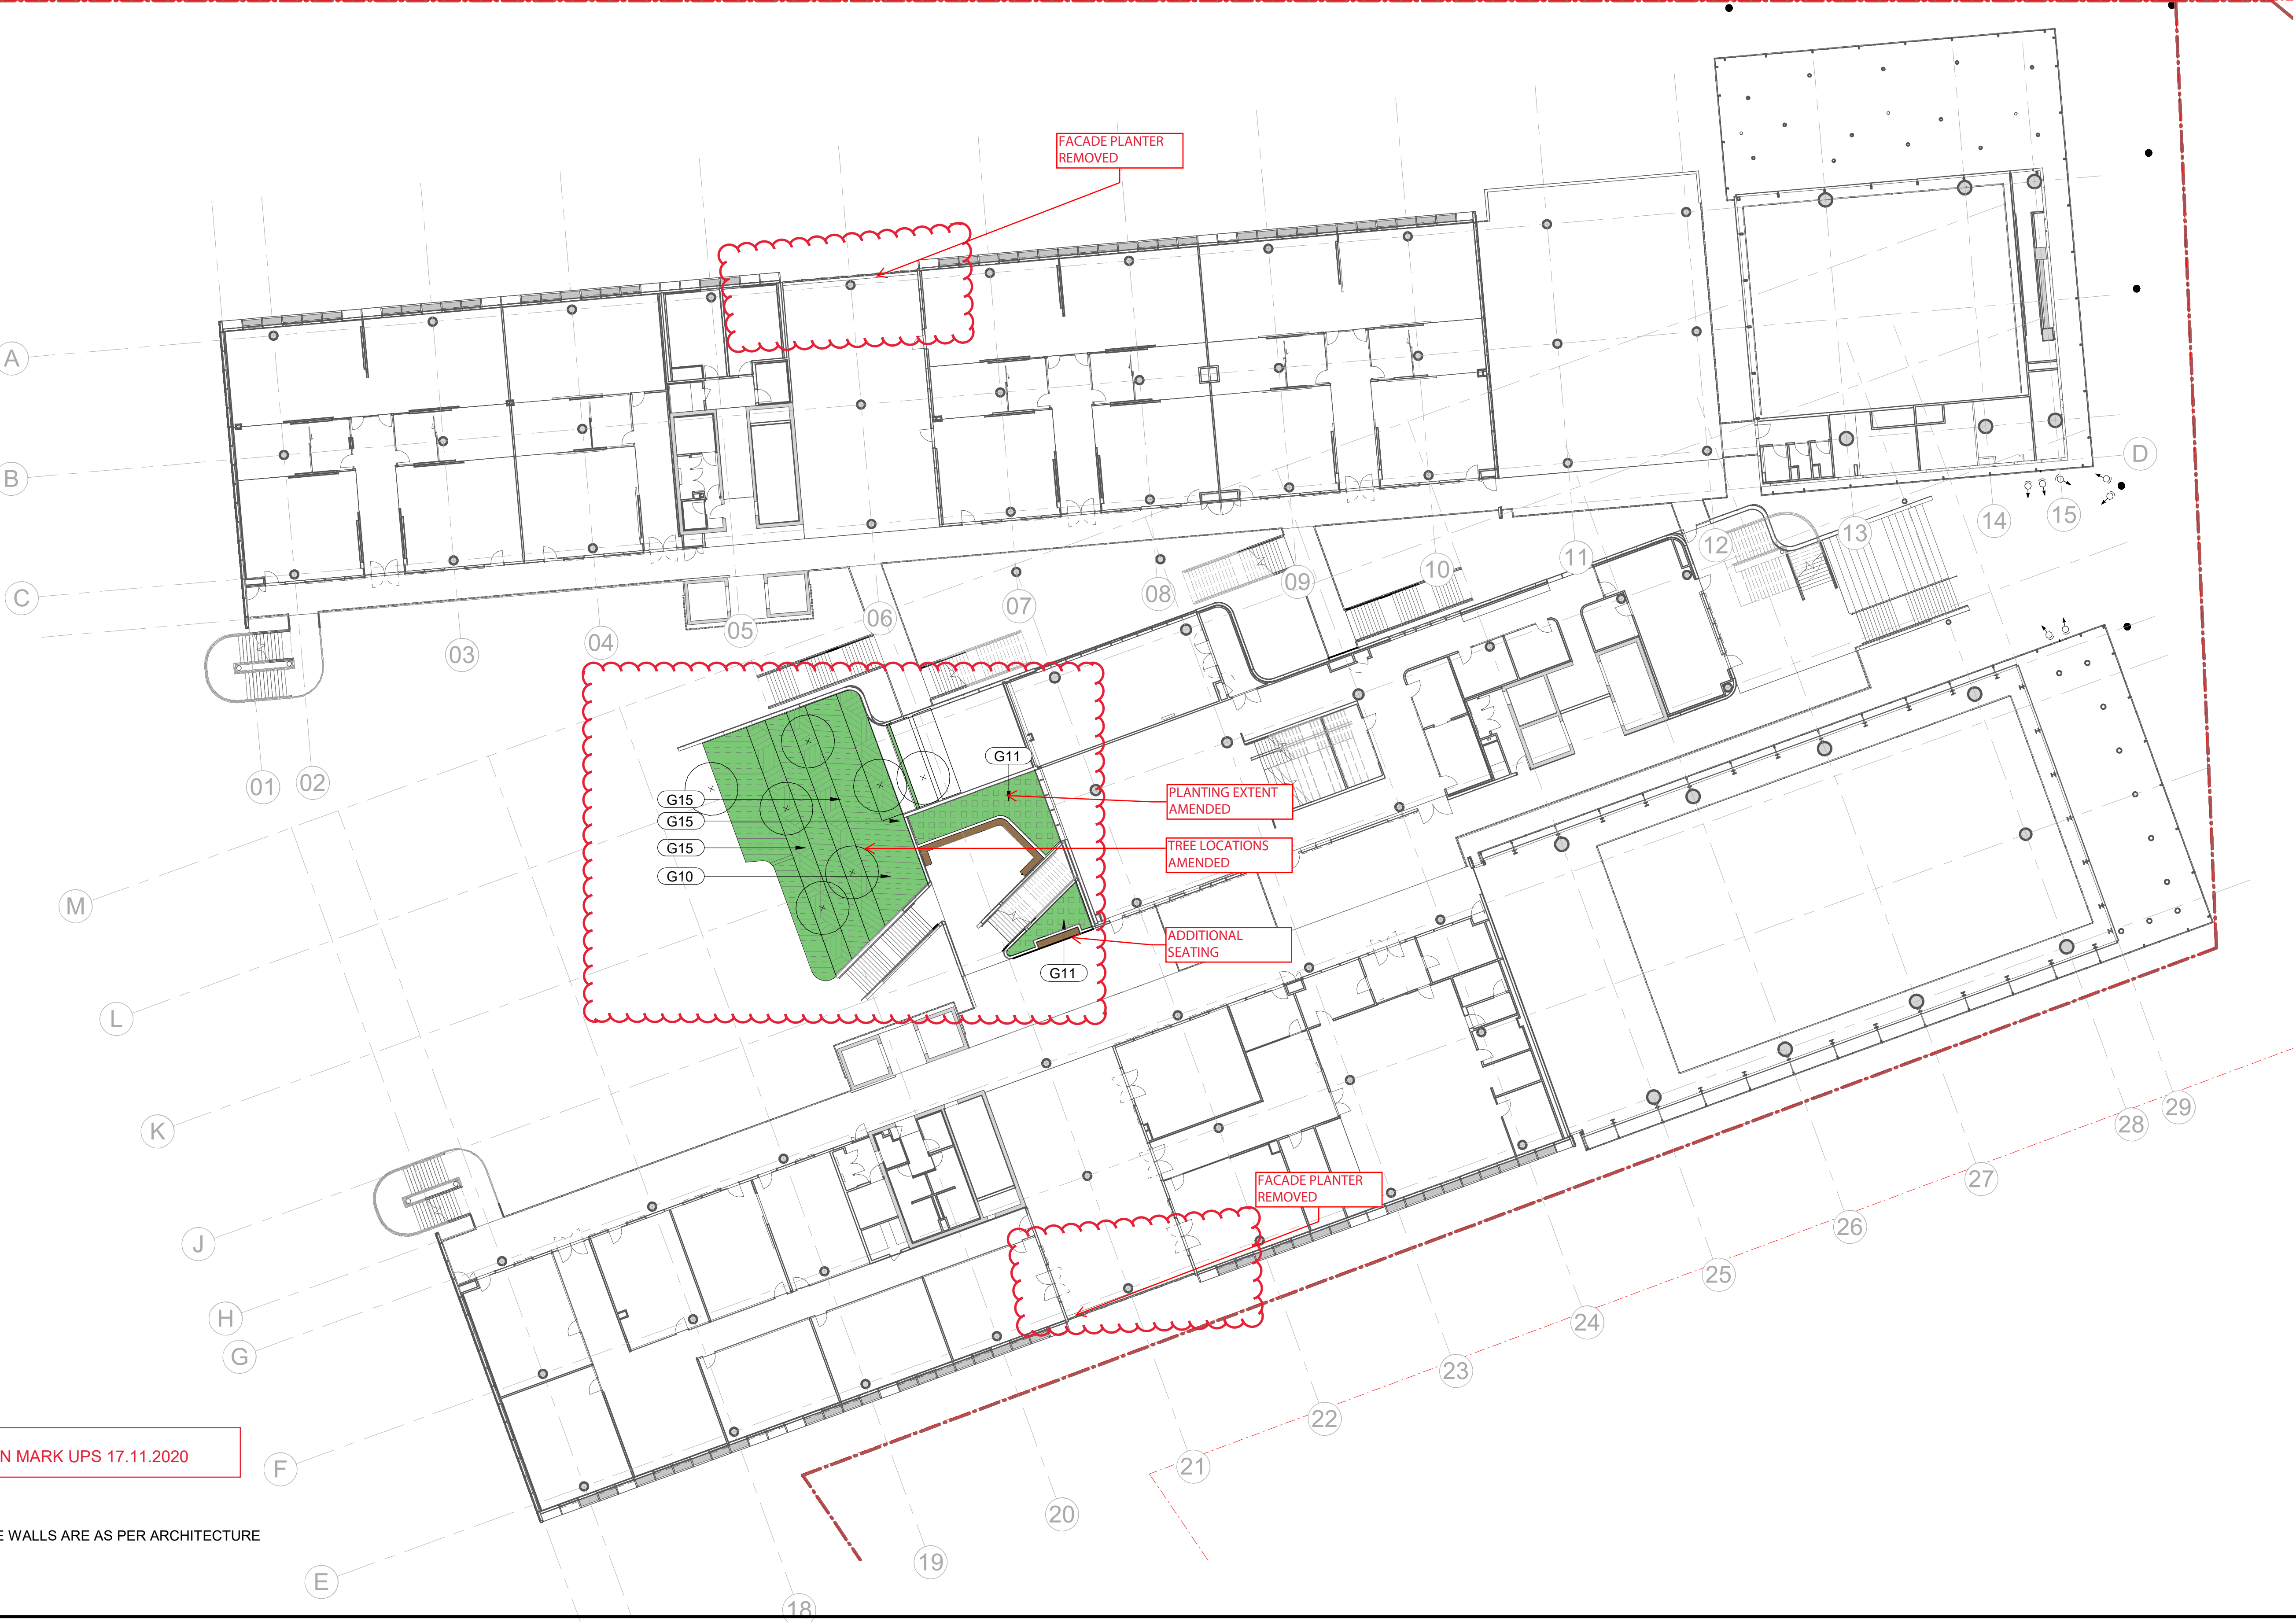 FACADE PLANTER
REMOVED
A
B
C
D
01
02
03
04
05
06
07
08
09
10
11
12
13
14
15
G11
G15
G15
G15
G10
G11
PLANTING EXTENT
AMENDED
TREE LOCATIONS
AMENDED
ADDITIONAL
SEATING
M
L
K
J
H
G
F
E
FACADE PLANTER
REMOVED
18
19
20
21
22
23
24
25
26
27
28
29
N MARK UPS 17.11.2020
E WALLS ARE AS PER ARCHITECTURE